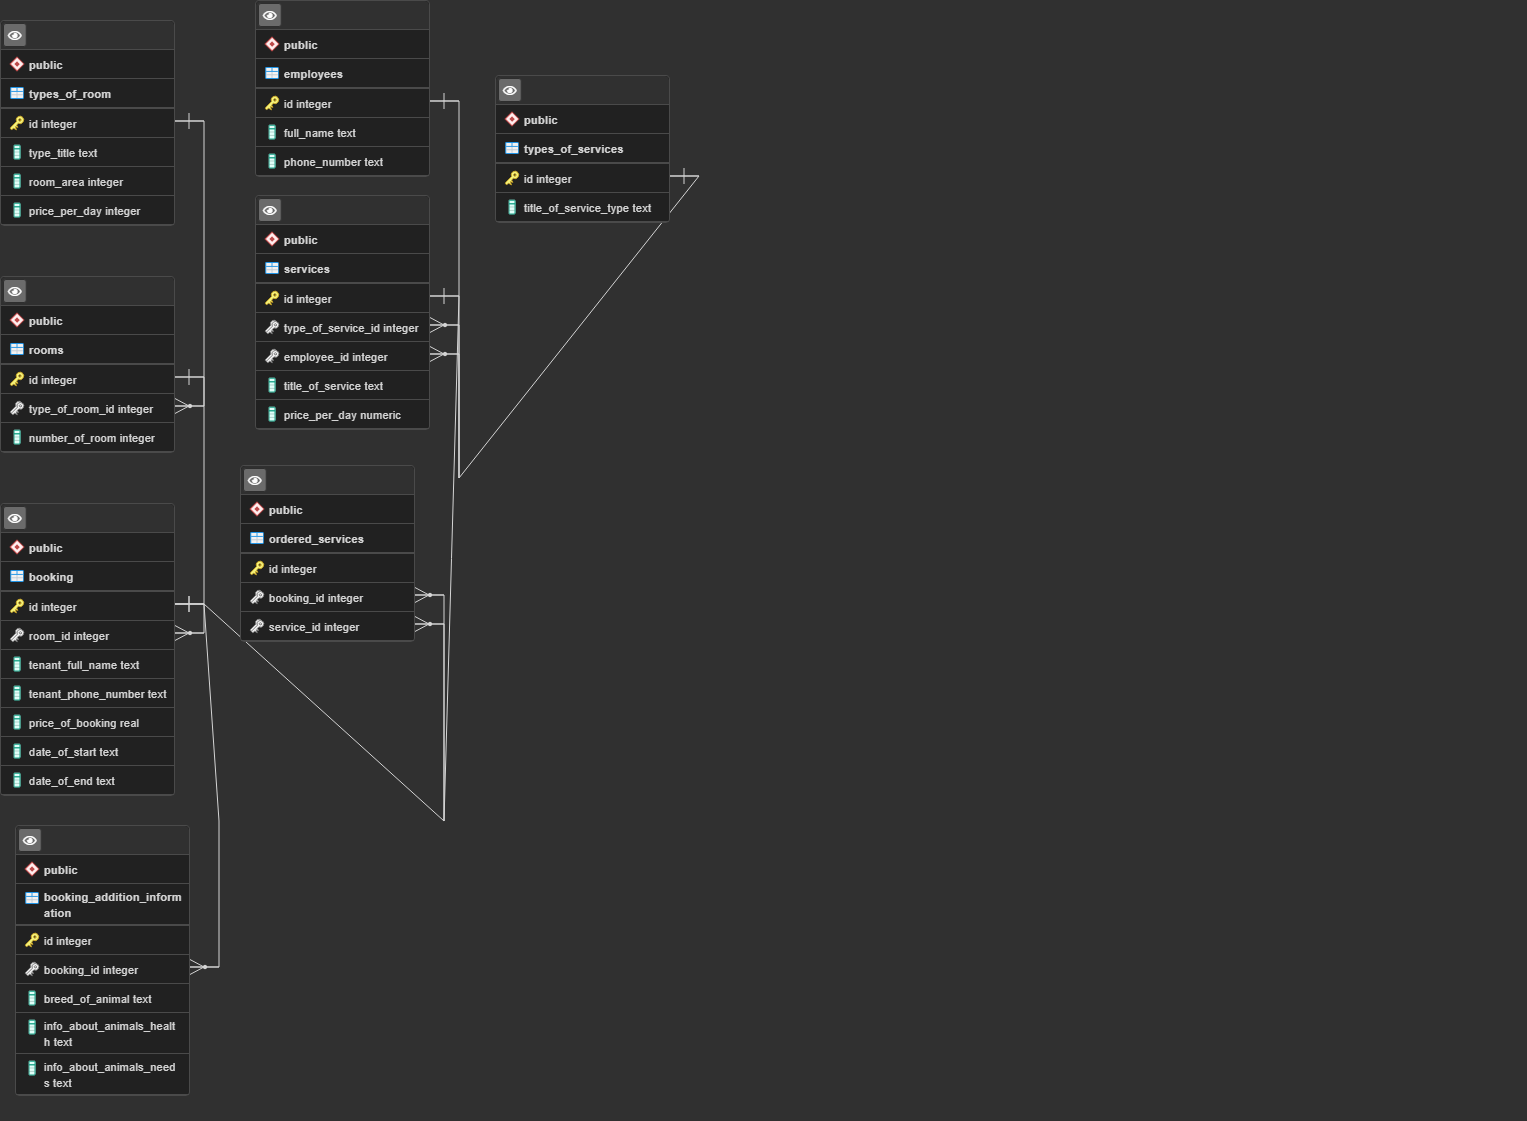 public
types_of_room
id integer
type_title text
room_area integer
price_per_day integer
public
rooms
id integer
type_of_room_id integer
number_of_room integer
public
booking
id integer
room_id integer
tenant_full_name text
tenant_phone_number text
price_of_booking real
date_of_start text
date_of_end text
public
booking_addition_inform
ation
id integer
booking_id integer
breed_of_animal text
info_about_animals_healt
h text
info_about_animals_need
s text
public
employees
id integer
full_name text
phone_number text
public
services
id integer
type_of_service_id integer
employee_id integer
title_of_service text
price_per_day numeric
public
ordered_services
id integer
booking_id integer
service_id integer
public
types_of_services
id integer
title_of_service_type text